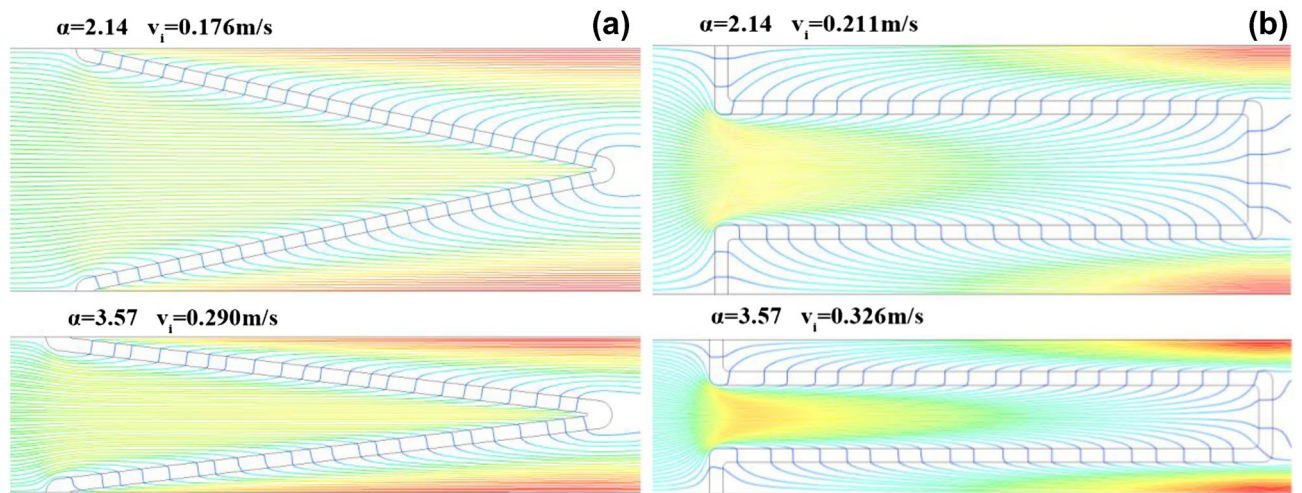 α=2.14 vᵢ=0.176m/s (a)
α=2.14 vᵢ=0.211m/s (b)
α=3.57 vᵢ=0.290m/s
α=3.57 vᵢ=0.326m/s